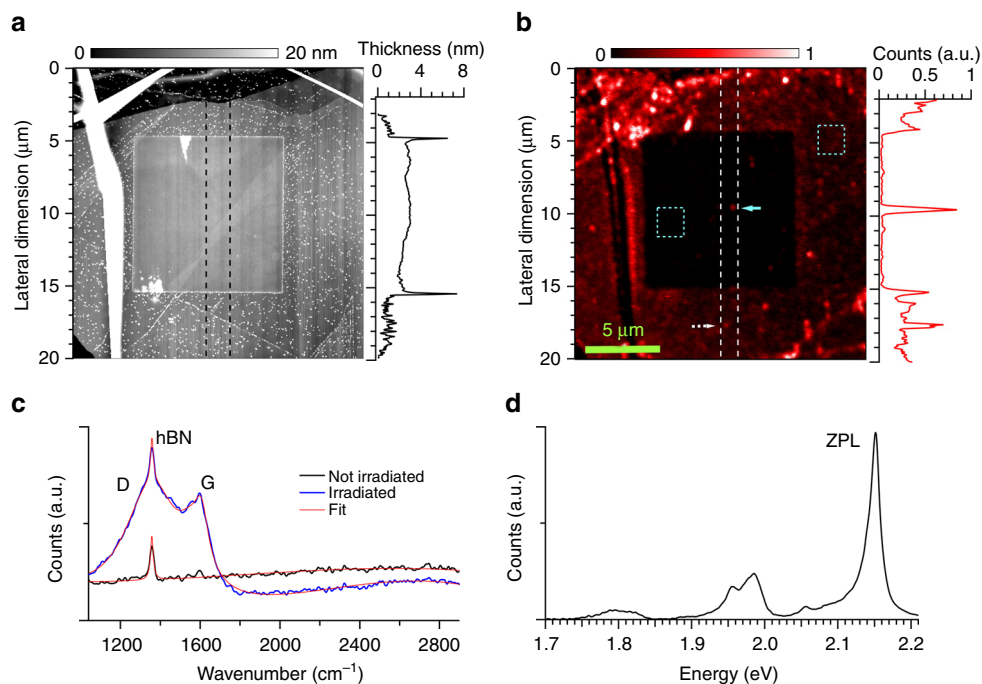 a
0 20 nm
Thickness (nm)
0 4 8
0
5
10
15
20
Lateral dimension (μm)
b
0 1
Counts (a.u.)
0 0.5 1
0
5
10
15
20
Lateral dimension (μm)
5 μm
c
hBN
D G
Not irradiated
Irradiated
Fit
Counts (a.u.)
1200 1600 2000 2400 2800
Wavenumber (cm⁻¹)
d
ZPL
Counts (a.u.)
1.7 1.8 1.9 2.0 2.1 2.2
Energy (eV)